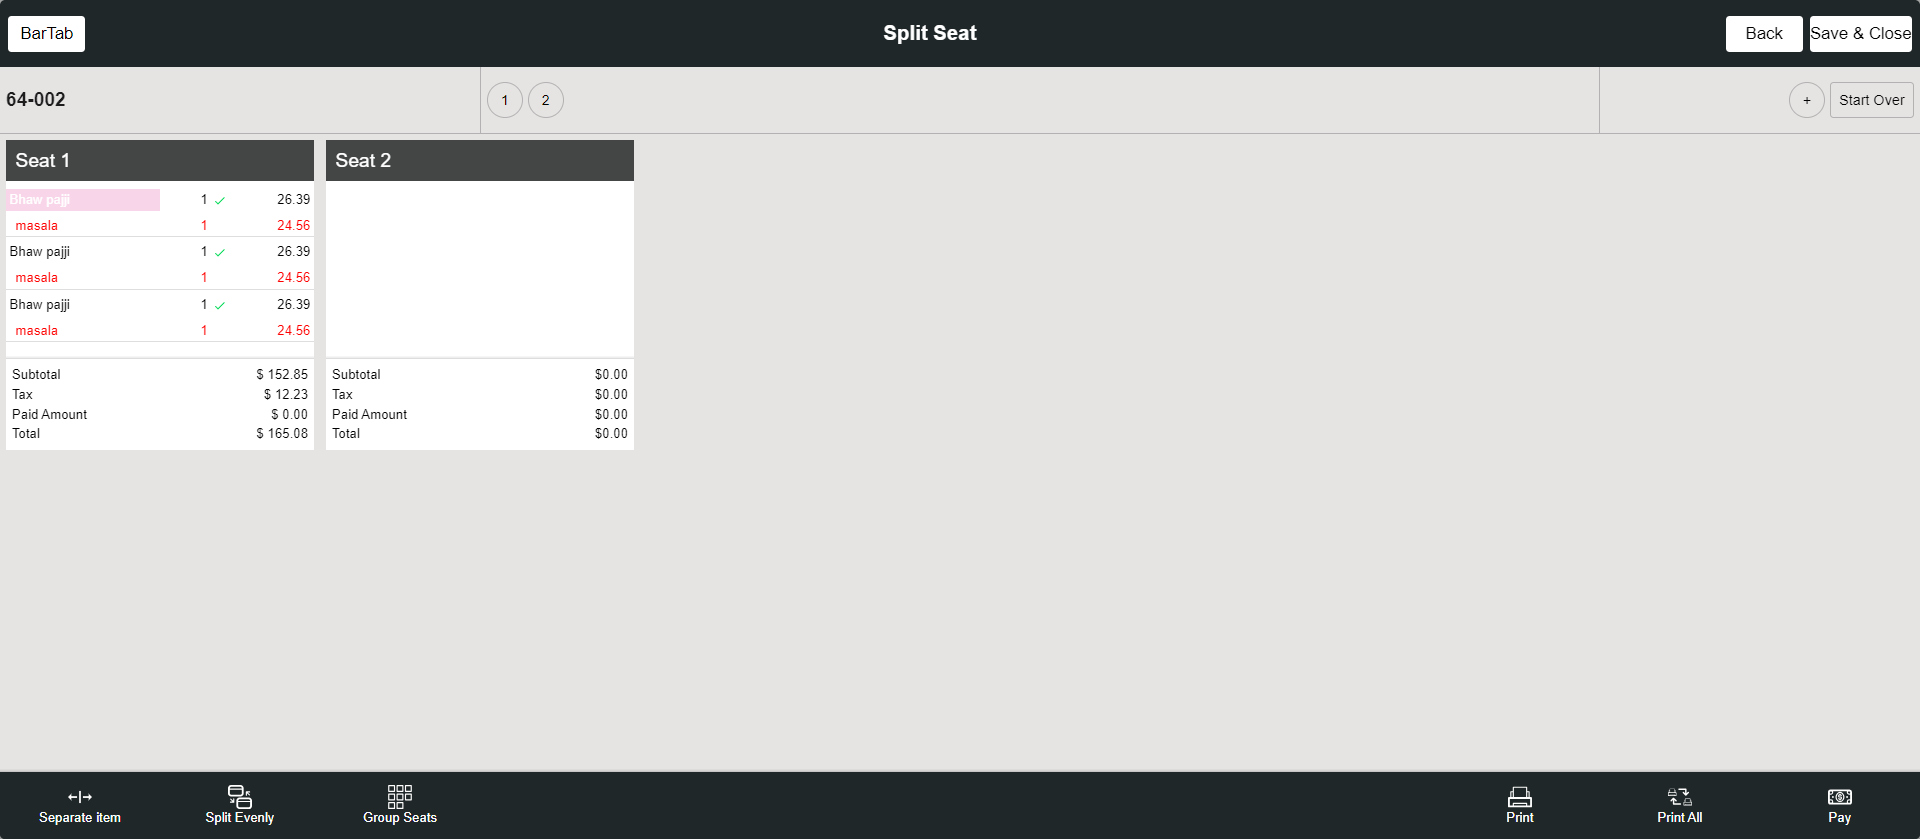 BarTab
Split Seat
Back
Save & Close
64-002
1
2
+
Start Over
Seat 1
Bhaw pajji 1 26.39
masala 1 24.56
Bhaw pajji 1 26.39
masala 1 24.56
Bhaw pajji 1 26.39
masala 1 24.56
Subtotal $ 152.85
Tax $ 12.23
Paid Amount $ 0.00
Total $ 165.08
Seat 2
Subtotal $0.00
Tax $0.00
Paid Amount $0.00
Total $0.00
Separate item
Split Evenly
Group Seats
Print
Print All
Pay